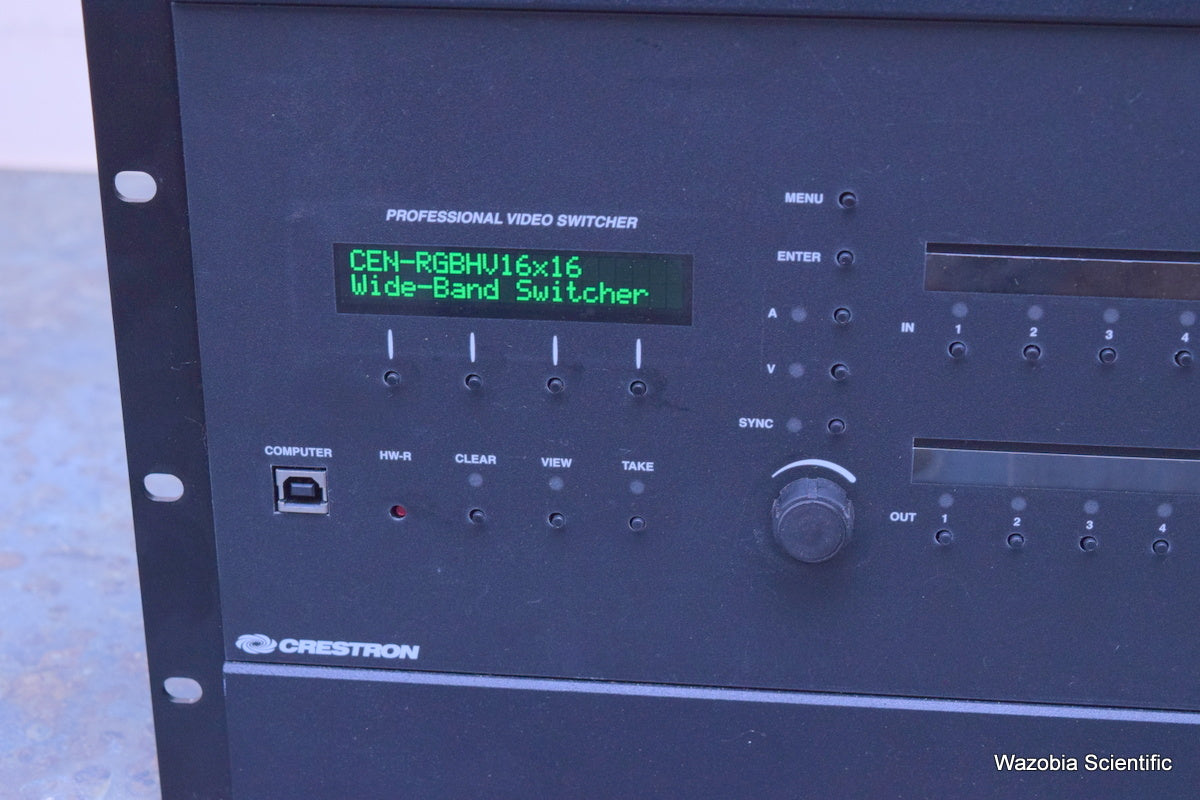 PROFESSIONAL VIDEO SWITCHER
CEN-RGBHV16x16
Wide-Band Switcher
MENU
ENTER
A
V
SYNC
IN 1 2 3 4
COMPUTER HW-R CLEAR VIEW TAKE
OUT 1 2 3 4
CRESTRON
Wazobia Scientific